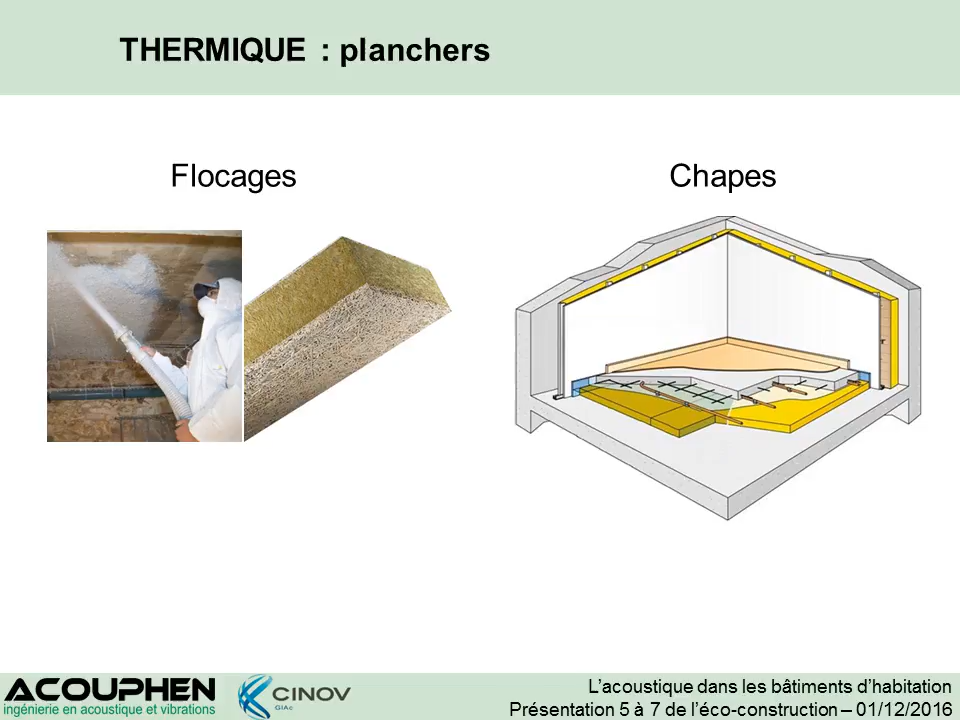 THERMIQUE : planchers
Flocages
Chapes
ACOUPHEN
ingénierie en acoustique et vibrations
CINOV
GIAc
L’acoustique dans les bâtiments d’habitation
Présentation 5 à 7 de l’éco-construction – 01/12/2016